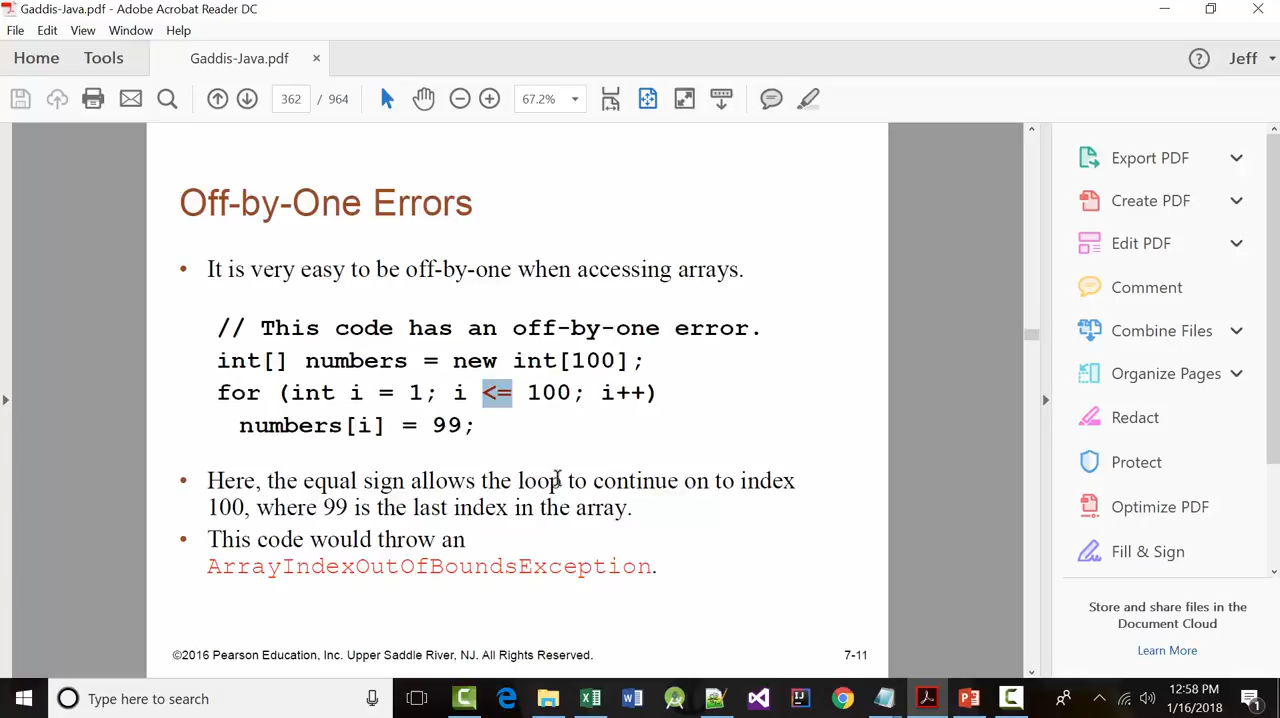 Gaddis-Java.pdf - Adobe Acrobat Reader DC
File Edit View Window Help
Home Tools Gaddis-Java.pdf × ? Jeff
362 / 964 67.2%
Off-by-One Errors
• It is very easy to be off-by-one when accessing arrays.
// This code has an off-by-one error.
int[] numbers = new int[100];
for (int i = 1; i <= 100; i++)
numbers[i] = 99;
• Here, the equal sign allows the loop to continue on to index
100, where 99 is the last index in the array.
• This code would throw an
ArrayIndexOutOfBoundsException.
©2016 Pearson Education, Inc. Upper Saddle River, NJ. All Rights Reserved. 7-11
Export PDF
Create PDF
Edit PDF
Comment
Combine Files
Organize Pages
Redact
Protect
Optimize PDF
Fill & Sign
Store and share files in the
Document Cloud
Learn More
Type here to search
12:58 PM
1/16/2018
1